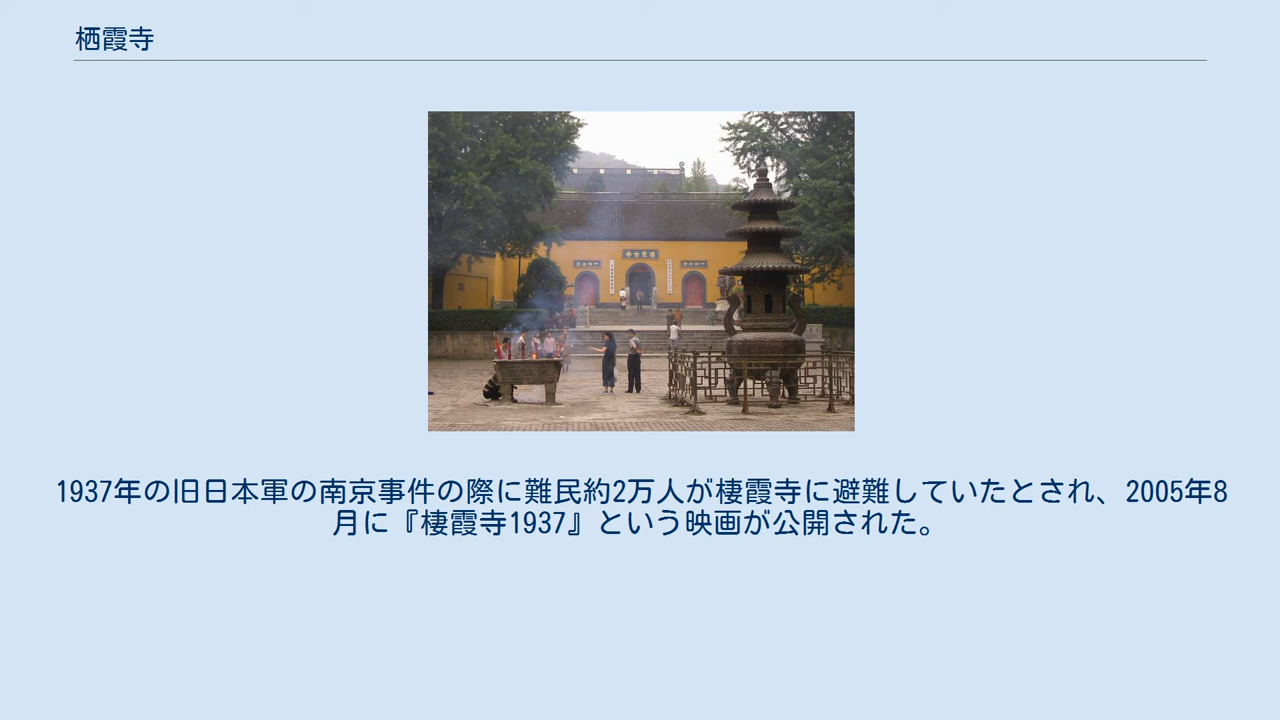 栖霞寺
1937年の旧日本軍の南京事件の際に難民約2万人が棲霞寺に避難していたとされ、2005年8
月に『棲霞寺1937』という映画が公開された。